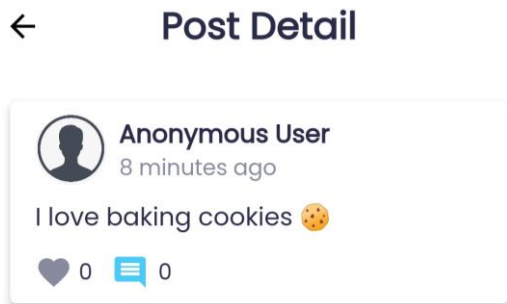 Post Detail
Anonymous User
8 minutes ago
I love baking cookies 🍪
0 0